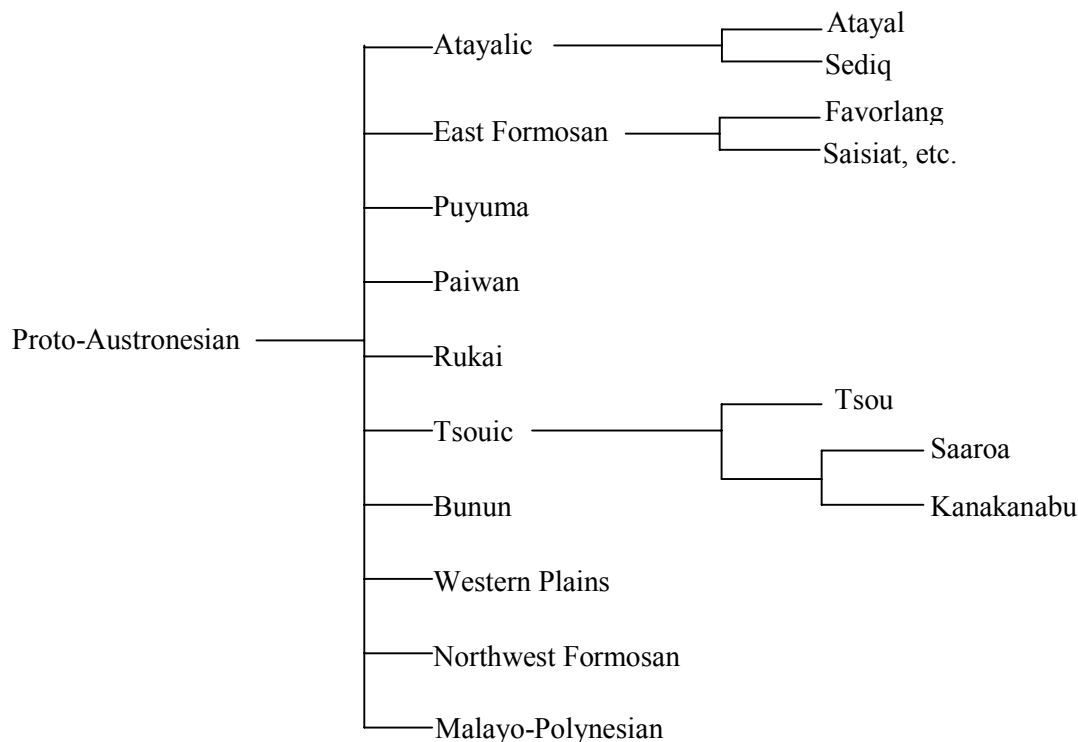 Atayal
Atayalic
Sediq
Favorlang
East Formosan
Saisiat, etc.
Puyuma
Paiwan
Proto-Austronesian
Rukai
Tsou
Tsouic
Saaroa
Bunun
Kanakanabu
Western Plains
Northwest Formosan
Malayo-Polynesian